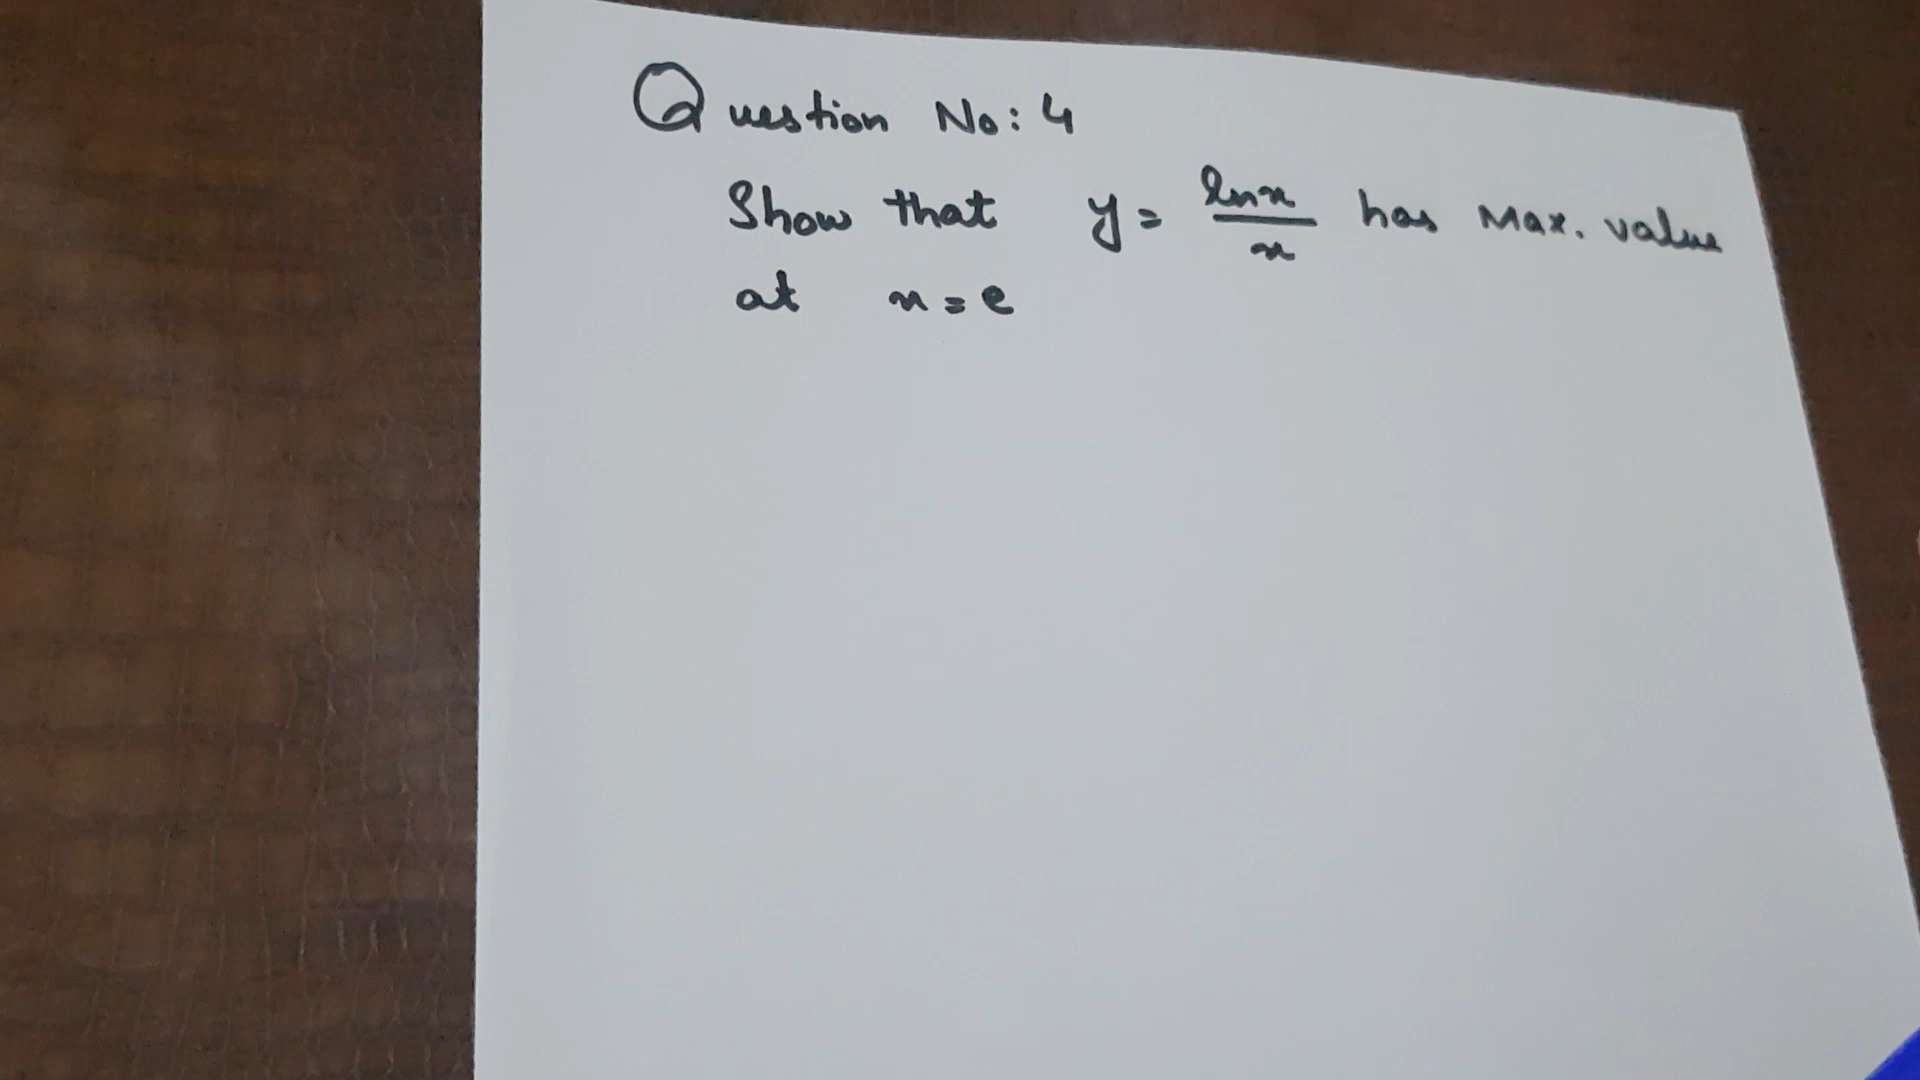 Question No: 4
Show that y = lnx/x has Max. value
at x = e